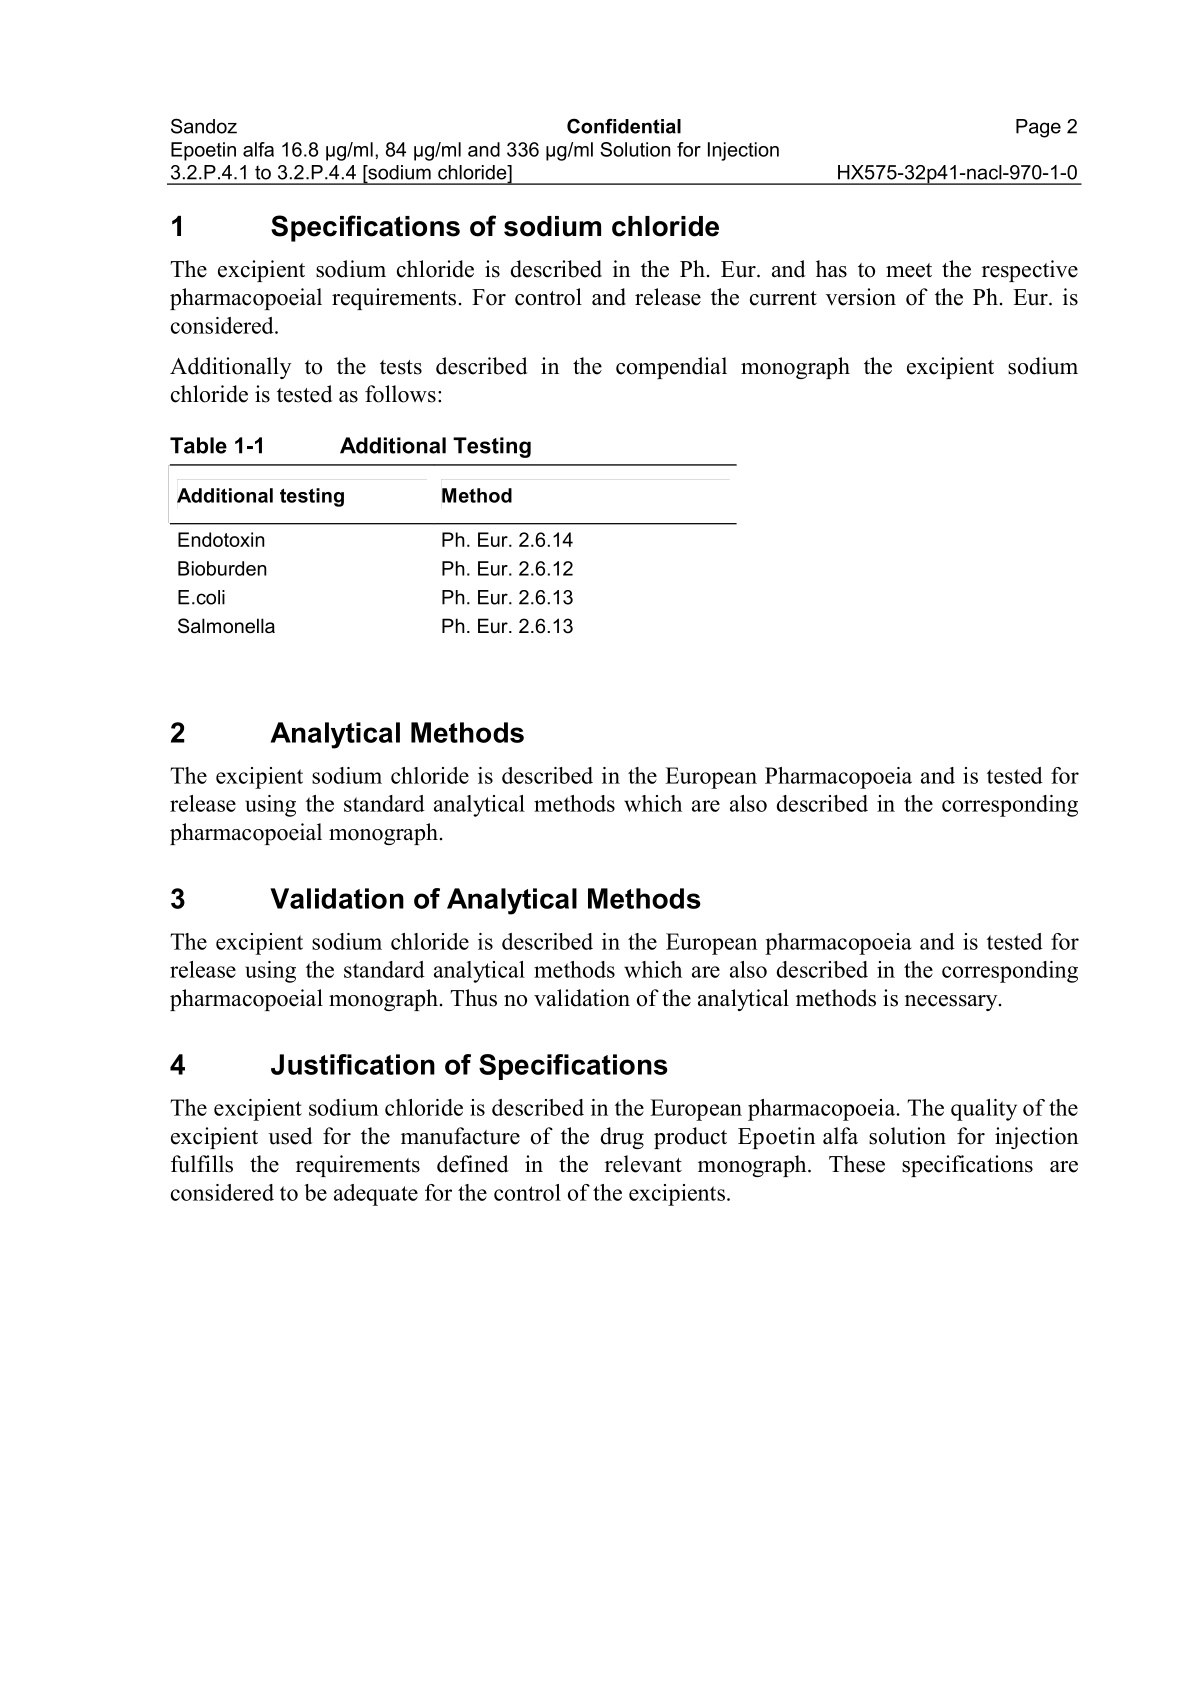 Sandoz Confidential Page 2
Epoetin alfa 16.8 µg/ml, 84 µg/ml and 336 µg/ml Solution for Injection
3.2.P.4.1 to 3.2.P.4.4 [sodium chloride] HX575-32p41-nacl-970-1-0
1 Specifications of sodium chloride
The excipient sodium chloride is described in the Ph. Eur. and has to meet the respective
pharmacopoeial requirements. For control and release the current version of the Ph. Eur. is
considered.
Additionally to the tests described in the compendial monograph the excipient sodium
chloride is tested as follows:
Table 1-1 Additional Testing
Additional testing Method
Endotoxin Ph. Eur. 2.6.14
Bioburden Ph. Eur. 2.6.12
E.coli Ph. Eur. 2.6.13
Salmonella Ph. Eur. 2.6.13
2 Analytical Methods
The excipient sodium chloride is described in the European Pharmacopoeia and is tested for
release using the standard analytical methods which are also described in the corresponding
pharmacopoeial monograph.
3 Validation of Analytical Methods
The excipient sodium chloride is described in the European pharmacopoeia and is tested for
release using the standard analytical methods which are also described in the corresponding
pharmacopoeial monograph. Thus no validation of the analytical methods is necessary.
4 Justification of Specifications
The excipient sodium chloride is described in the European pharmacopoeia. The quality of the
excipient used for the manufacture of the drug product Epoetin alfa solution for injection
fulfills the requirements defined in the relevant monograph. These specifications are
considered to be adequate for the control of the excipients.